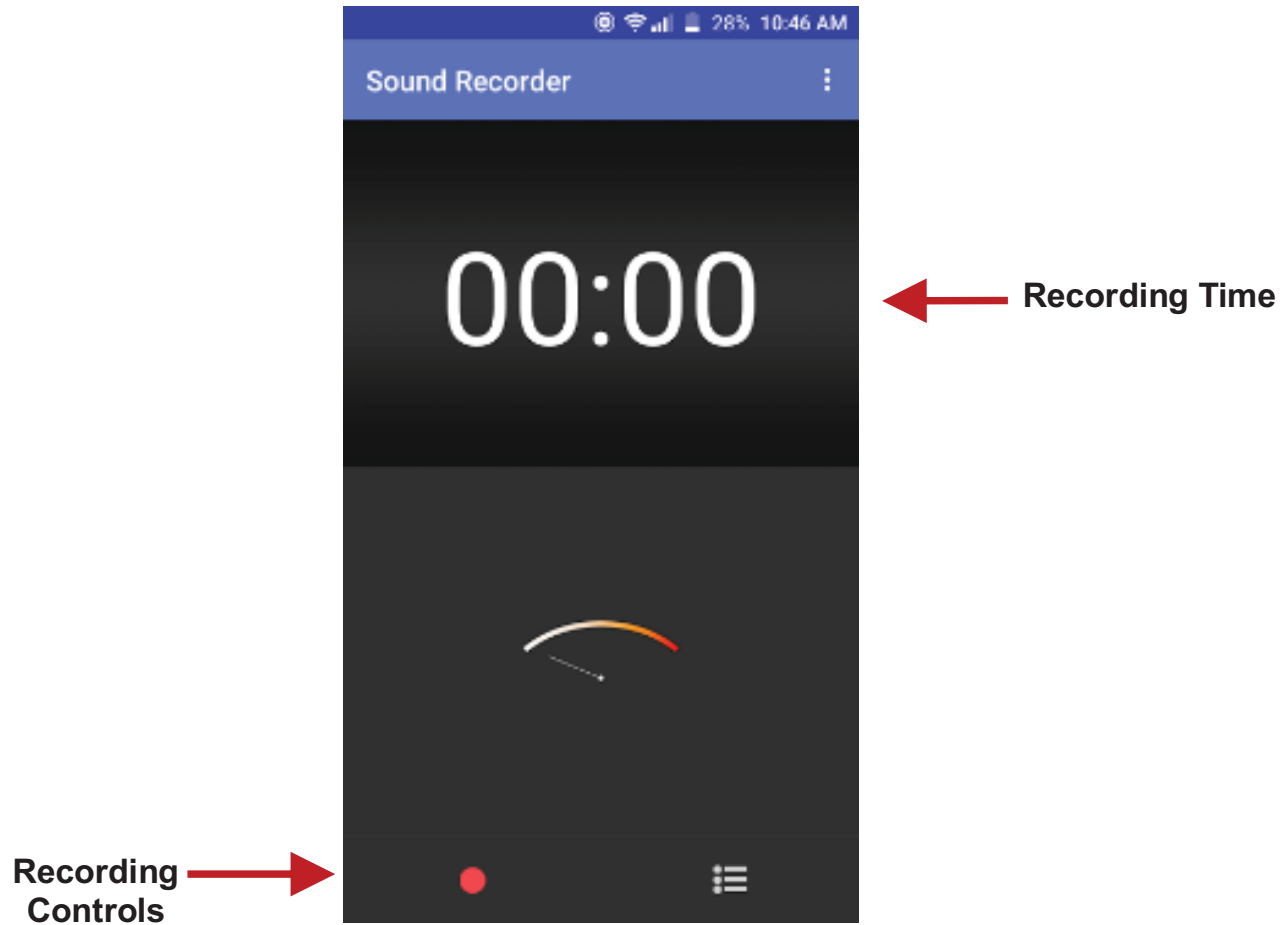 28% 10:46 AM
Sound Recorder
00:00
Recording Time
Recording
Controls